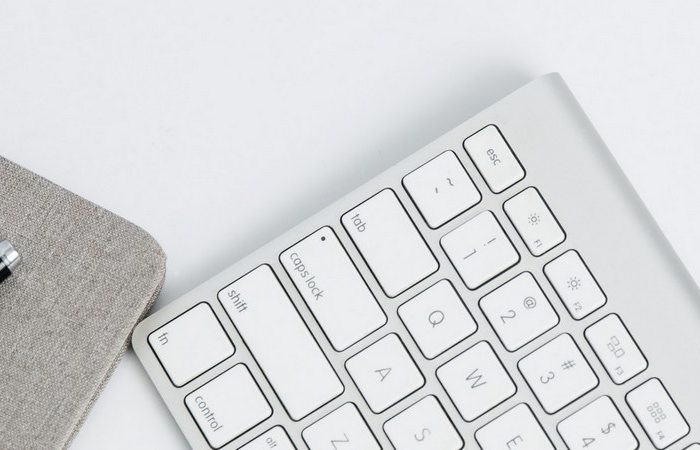 esc
F1
F2
F3
F4
~
`
!
1
@
2
#
3
$
4
tab
Q
W
E
caps lock
A
S
shift
Z
fn
control
alt